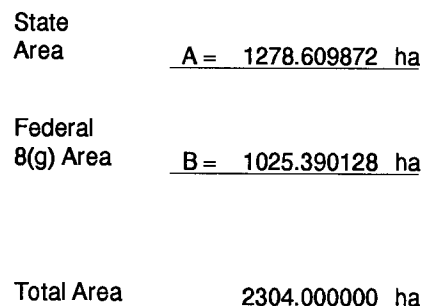 State
Area A = 1278.609872 ha
Federal
8(g) Area B = 1025.390128 ha
Total Area 2304.000000 ha